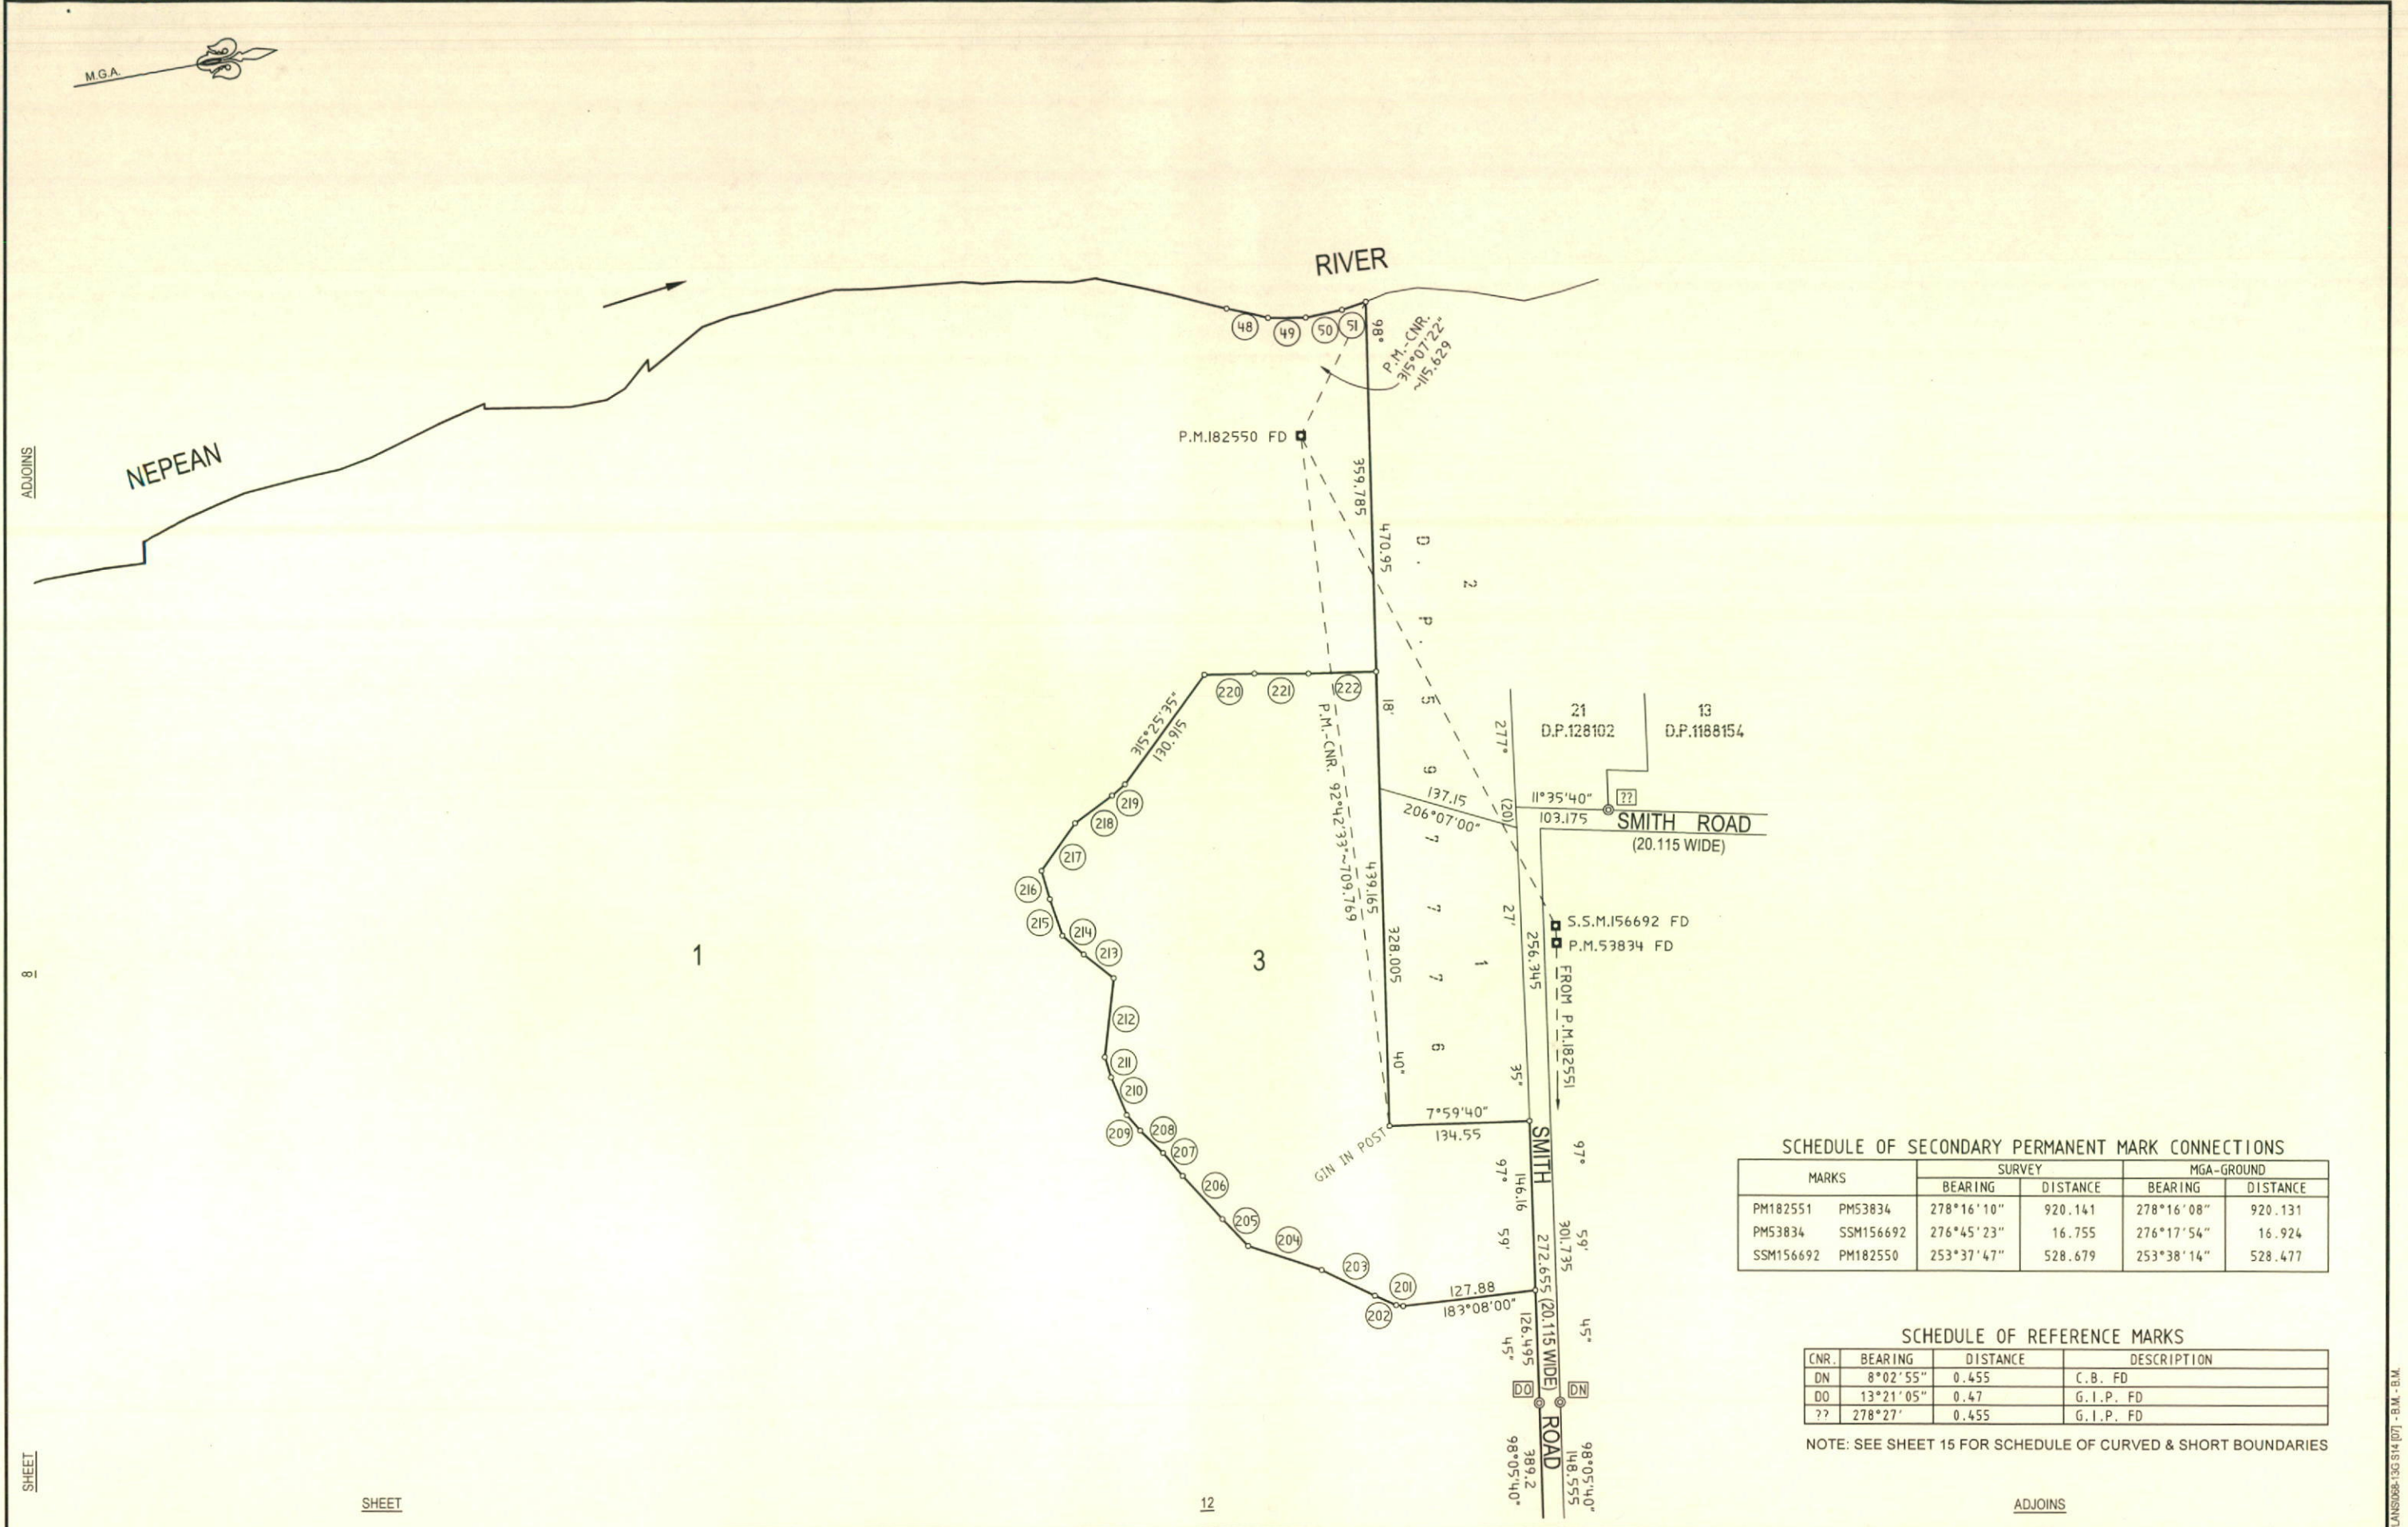 M.G.A.
RIVER
NEPEAN
48
49
50
51
98°
P.M.-CNR.
315°07'22"
~115.629
P.M.182550 FD
359.785
470.95
D.P.597776
2
220
221
222
18'
315°25'35"
130.915
P.M.-CNR. 92°42'33"~709.769
277°
21
D.P.128102
13
D.P.1188154
137.15
206°07'00"
(20)
11°35'40"
103.175
??
SMITH ROAD
(20.115 WIDE)
219
218
217
216
215
214
213
212
211
210
209
208
207
206
205
204
203
202
201
439.165
328.005
27'
256.345
S.S.M.156692 FD
P.M.53834 FD
FROM P.M.182551
1
3
1
40"
35"
7°59'40"
134.55
GIN IN POST
SMITH
97°
146.16
97°
59'
272.655 (20.115 WIDE)
301.735
59'
127.88
183°08'00"
126.495
45"
45"
DO
DN
ROAD
98°05'40"
389.2
98°05'40"
148.555
SCHEDULE OF SECONDARY PERMANENT MARK CONNECTIONS
MARKS SURVEY MGA-GROUND
BEARING DISTANCE BEARING DISTANCE
PM182551 PM53834 278°16'10" 920.141 278°16'08" 920.131
PM53834 SSM156692 276°45'23" 16.755 276°17'54" 16.924
SSM156692 PM182550 253°37'47" 528.679 253°38'14" 528.477
SCHEDULE OF REFERENCE MARKS
CNR. BEARING DISTANCE DESCRIPTION
DN 8°02'55" 0.455 C.B. FD
DO 13°21'05" 0.47 G.I.P. FD
?? 278°27' 0.455 G.I.P. FD
NOTE: SEE SHEET 15 FOR SCHEDULE OF CURVED & SHORT BOUNDARIES
ADJOINS
8
SHEET
SHEET
12
ADJOINS
LANS\068-13G S14 [07] - B.M. - B.M.